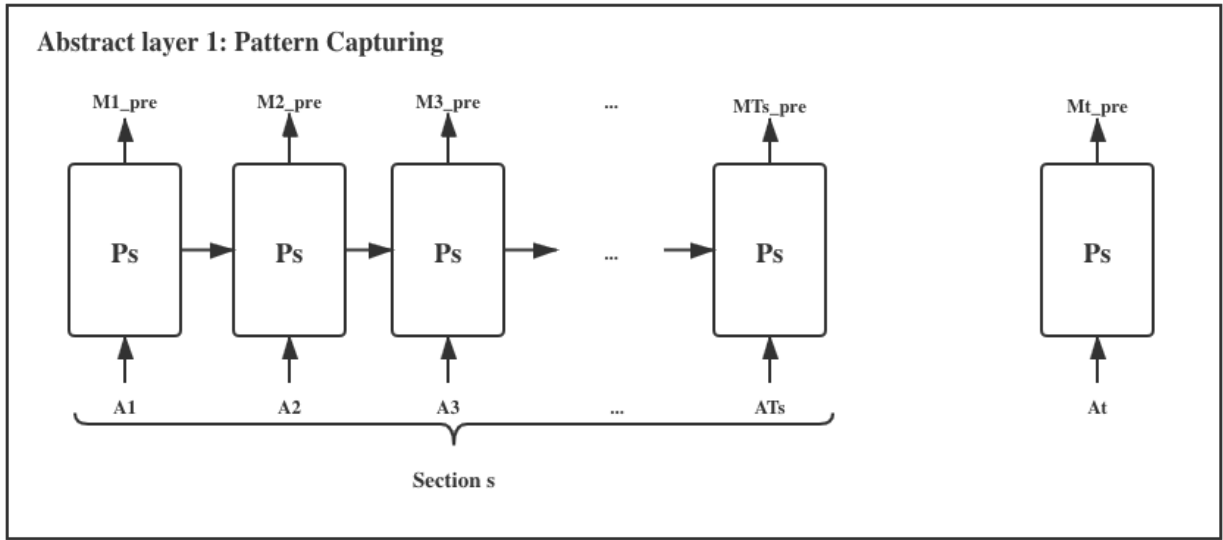 Abstract layer 1: Pattern Capturing
M1_pre M2_pre M3_pre ... MTs_pre Mt_pre
Ps Ps Ps ... Ps Ps
A1 A2 A3 ... ATs At
Section s